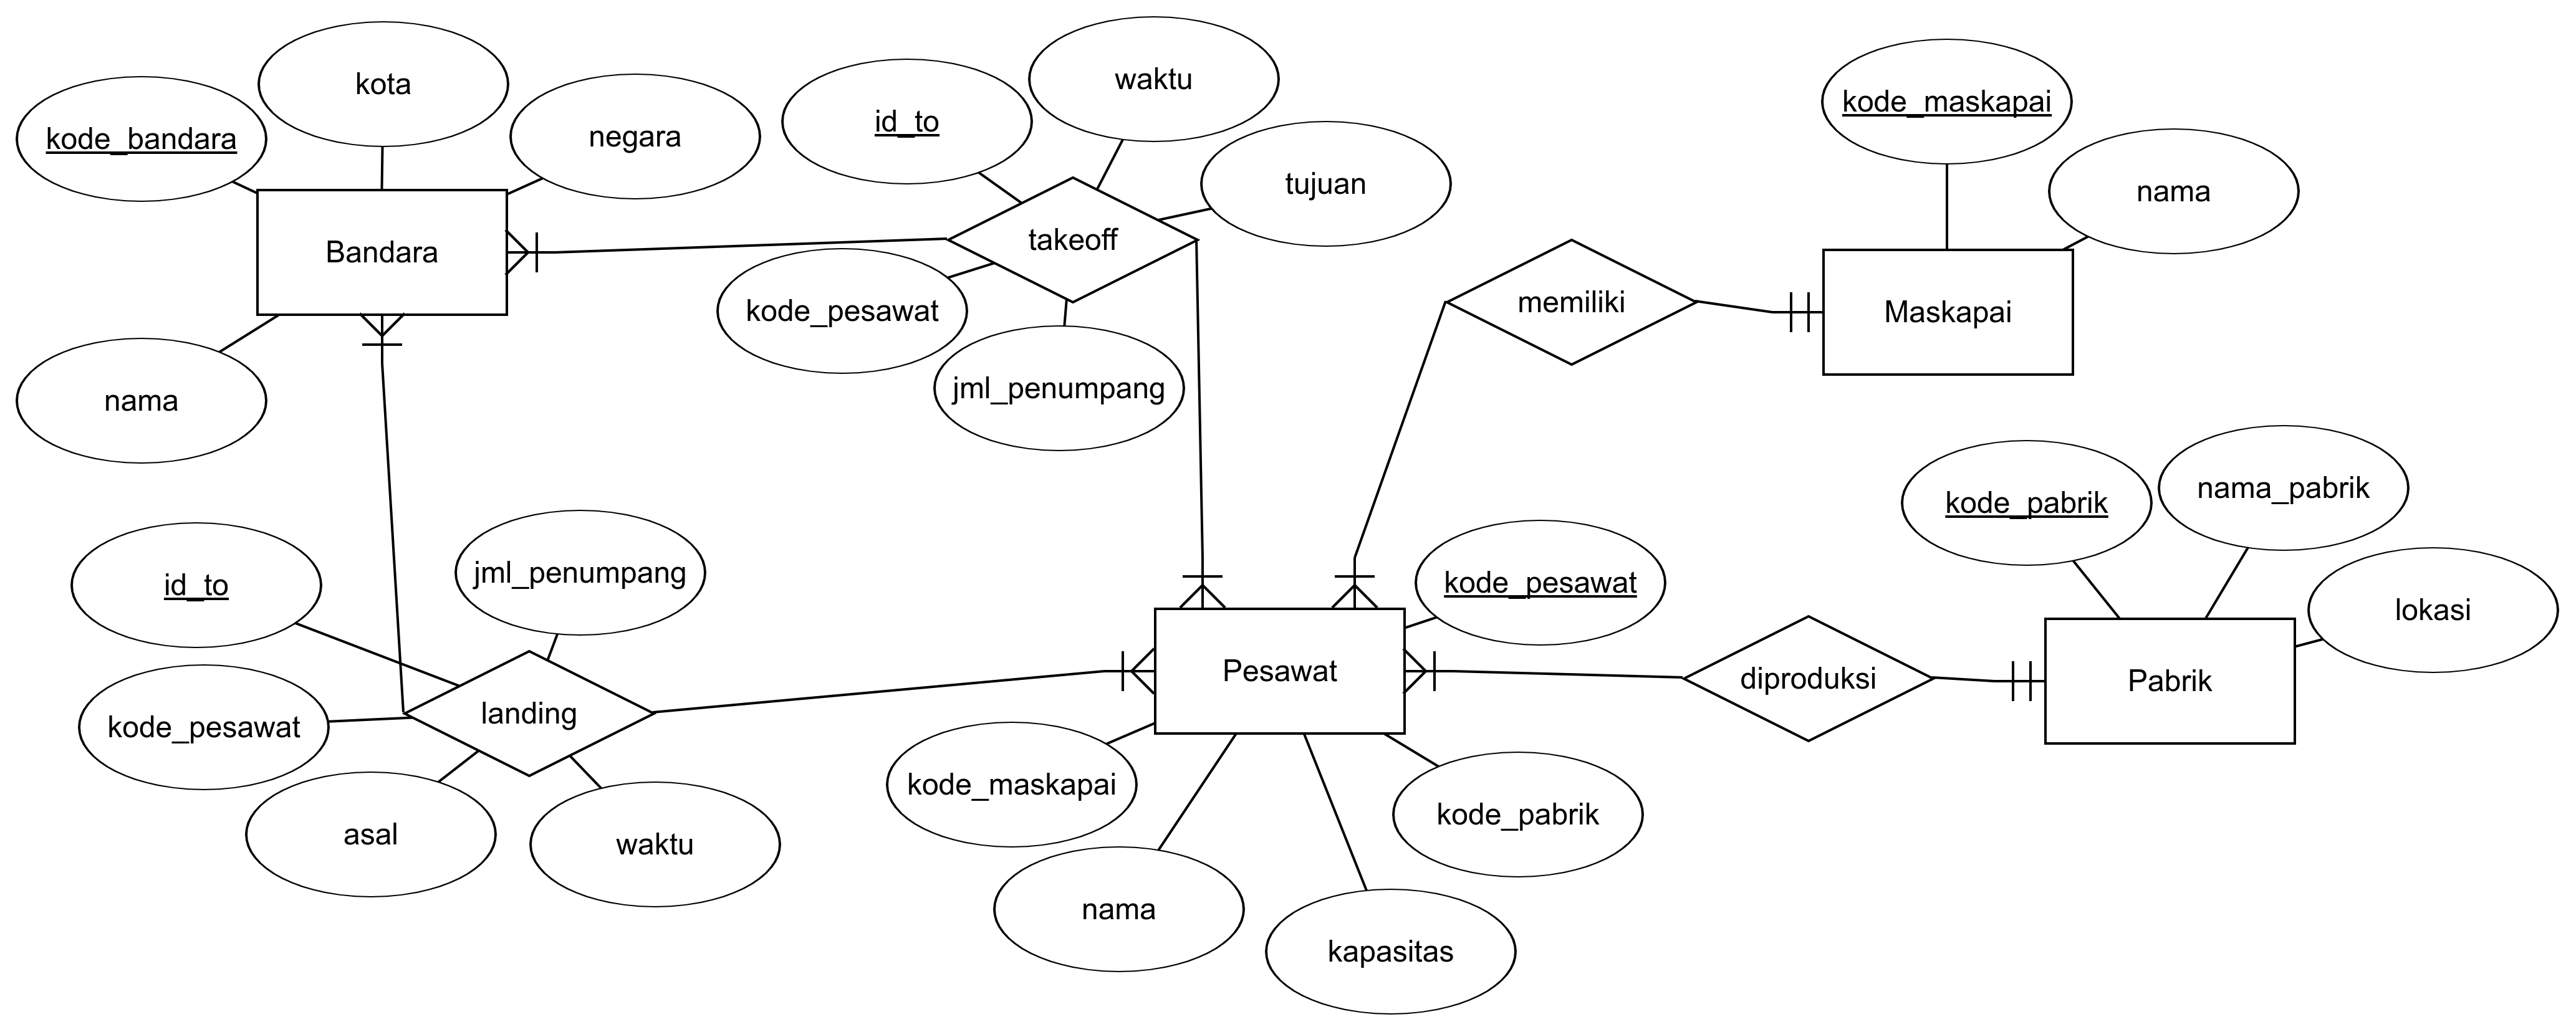 kota
waktu
id_to
kode_maskapai
kode_bandara
negara
tujuan
nama
takeoff
Bandara
memiliki
Maskapai
kode_pesawat
jml_penumpang
nama
nama_pabrik
kode_pabrik
jml_penumpang
kode_pesawat
id_to
lokasi
Pesawat
diproduksi
Pabrik
landing
kode_pesawat
kode_maskapai
kode_pabrik
asal
waktu
nama
kapasitas